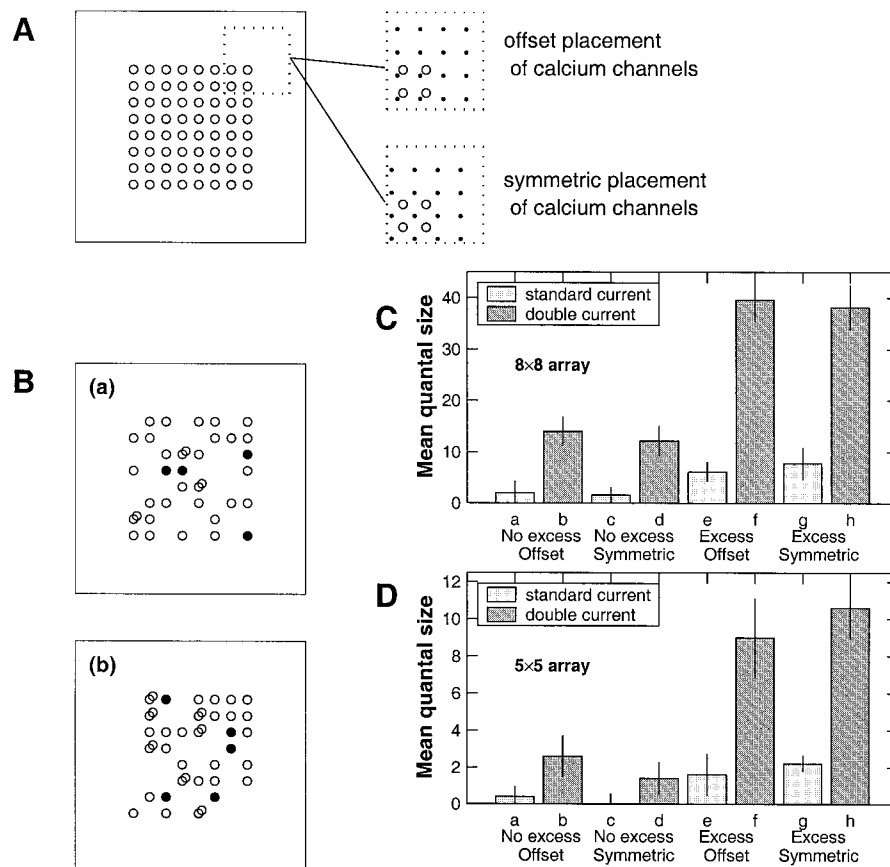 A
offset placement
of calcium channels
symmetric placement
of calcium channels
B
(a)
(b)
C
Mean quantal size
40
30
20
10
0
standard current
double current
8×8 array
a b c d e f g h
No excess No excess Excess Excess
Offset Symmetric Offset Symmetric
D
Mean quantal size
12
10
8
6
4
2
0
standard current
double current
5×5 array
a b c d e f g h
No excess No excess Excess Excess
Offset Symmetric Offset Symmetric